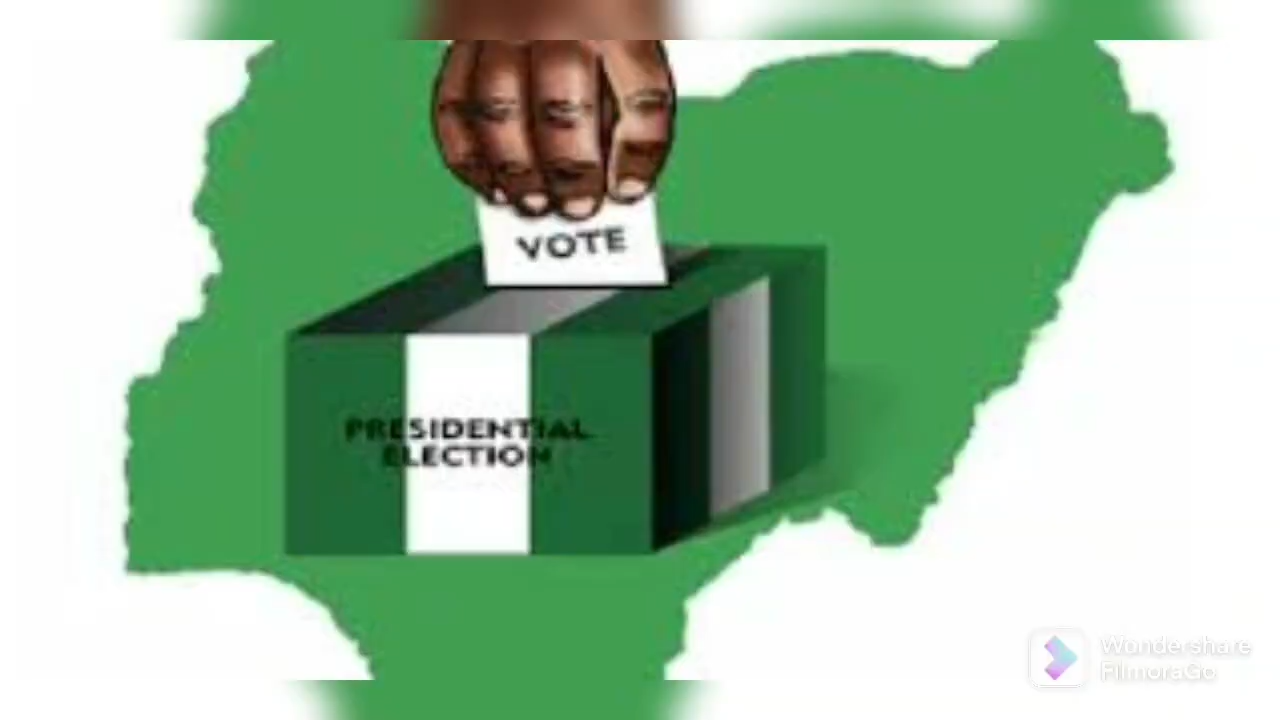 VOTE
PRESIDENTIAL
ELECTION
Wondershare
FilmoraGo